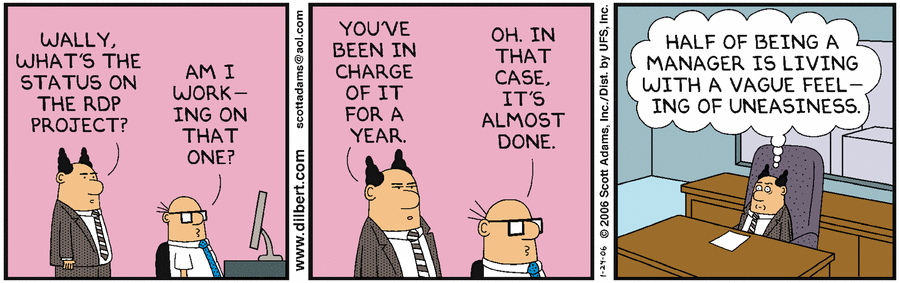 WALLY,
WHAT'S THE
STATUS ON
THE RDP
PROJECT?
AM I
WORK—
ING ON
THAT
ONE?
www.dilbert.com
scottadams@aol.com
YOU'VE
BEEN IN
CHARGE
OF IT
FOR A
YEAR.
OH. IN
THAT
CASE,
IT'S
ALMOST
DONE.
1-24-06 © 2006 Scott Adams, Inc./Dist. by UFS, Inc.
HALF OF BEING A
MANAGER IS LIVING
WITH A VAGUE FEEL—
ING OF UNEASINESS.